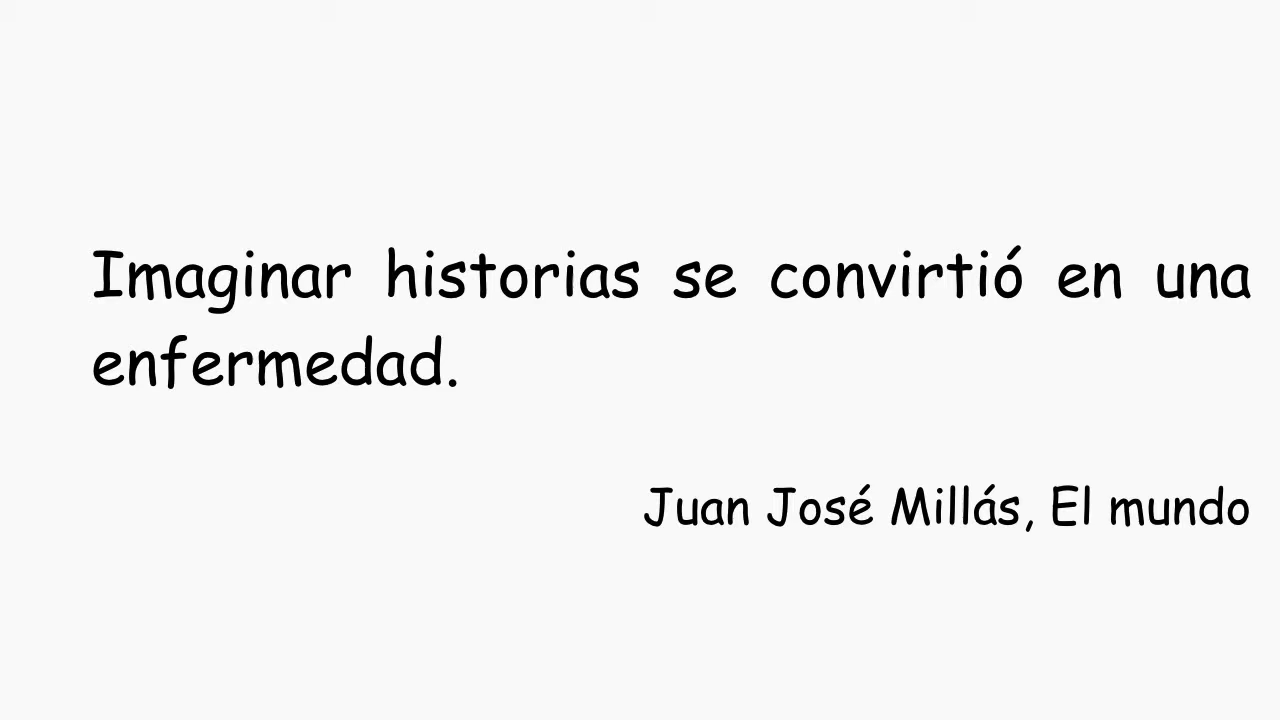 Imaginar historias se convirtió en una
enfermedad.
Juan José Millás, El mundo